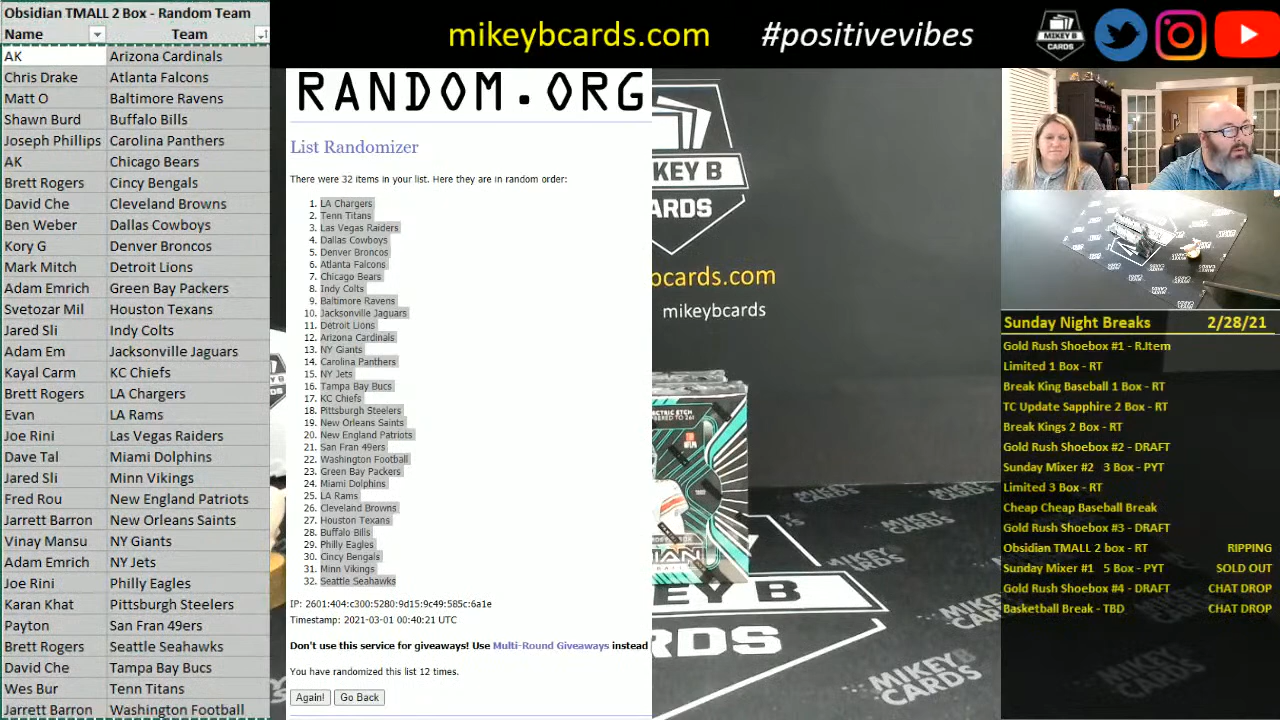 Obsidian TMALL 2 Box - Random Team
Name Team
AK Arizona Cardinals
Chris Drake Atlanta Falcons
Matt O Baltimore Ravens
Shawn Burd Buffalo Bills
Joseph Phillips Carolina Panthers
AK Chicago Bears
Brett Rogers Cincy Bengals
David Che Cleveland Browns
Ben Weber Dallas Cowboys
Kory G Denver Broncos
Mark Mitch Detroit Lions
Adam Emrich Green Bay Packers
Svetozar Mil Houston Texans
Jared Sli Indy Colts
Adam Em Jacksonville Jaguars
Kayal Carm KC Chiefs
Brett Rogers LA Chargers
Evan LA Rams
Joe Rini Las Vegas Raiders
Dave Tal Miami Dolphins
Jared Sli Minn Vikings
Fred Rou New England Patriots
Jarrett Barron New Orleans Saints
Vinay Mansu NY Giants
Adam Emrich NY Jets
Joe Rini Philly Eagles
Karan Khat Pittsburgh Steelers
Payton San Fran 49ers
Brett Rogers Seattle Seahawks
David Che Tampa Bay Bucs
Wes Bur Tenn Titans
Jarrett Barron Washington Football
mikeybcards.com #positivevibes
MIKEY B
CARDS
RANDOM.ORG
List Randomizer
There were 32 items in your list. Here they are in random order:
1. LA Chargers
2. Tenn Titans
3. Las Vegas Raiders
4. Dallas Cowboys
5. Denver Broncos
6. Atlanta Falcons
7. Chicago Bears
8. Indy Colts
9. Baltimore Ravens
10. Jacksonville Jaguars
11. Detroit Lions
12. Arizona Cardinals
13. NY Giants
14. Carolina Panthers
15. NY Jets
16. Tampa Bay Bucs
17. KC Chiefs
18. Pittsburgh Steelers
19. New Orleans Saints
20. New England Patriots
21. San Fran 49ers
22. Washington Football
23. Green Bay Packers
24. Miami Dolphins
25. LA Rams
26. Cleveland Browns
27. Houston Texans
28. Buffalo Bills
29. Philly Eagles
30. Cincy Bengals
31. Minn Vikings
32. Seattle Seahawks
IP: 2601:404:c300:5280:9d15:9c49:585c:6a1e
Timestamp: 2021-03-01 00:40:21 UTC
Don't use this service for giveaways! Use Multi-Round Giveaways instead
You have randomized this list 12 times.
Again! Go Back
KEY B
ARDS
bcards.com
mikeybcards
EY B
RDS
MIKEY B
CARDS
Sunday Night Breaks 2/28/21
Gold Rush Shoebox #1 - R.Item
Limited 1 Box - RT
Break King Baseball 1 Box - RT
TC Update Sapphire 2 Box - RT
Break Kings 2 Box - RT
Gold Rush Shoebox #2 - DRAFT
Sunday Mixer #2 3 Box - PYT
Limited 3 Box - RT
Cheap Cheap Baseball Break
Gold Rush Shoebox #3 - DRAFT
Obsidian TMALL 2 box - RT RIPPING
Sunday Mixer #1 5 Box - PYT SOLD OUT
Gold Rush Shoebox #4 - DRAFT CHAT DROP
Basketball Break - TBD CHAT DROP